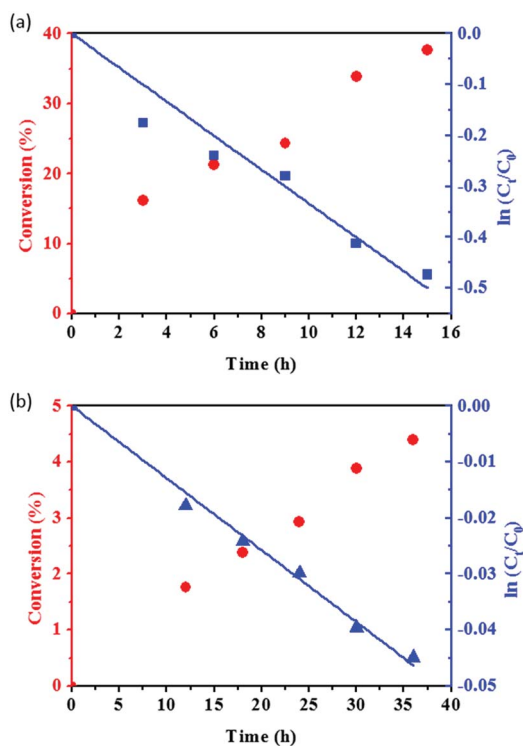 (a)
40
30
20
10
0
Conversion (%)
0.0
-0.1
-0.2
-0.3
-0.4
-0.5
ln (Ct/C0)
0 2 4 6 8 10 12 14 16
Time (h)
(b)
5
4
3
2
1
0
Conversion (%)
0.00
-0.01
-0.02
-0.03
-0.04
-0.05
ln (Ct/C0)
0 5 10 15 20 25 30 35 40
Time (h)